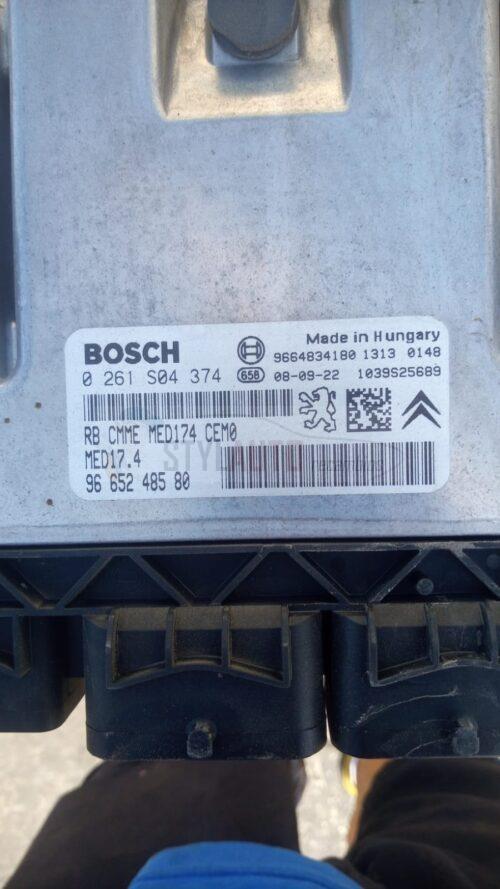 Made in Hungary
BOSCH 9664834180 1313 0148
0 261 S04 374 658 08-09-22 1039S25689
RB CMME MED174 CEM0
STYLAUTO
MED17.4
96 652 485 80